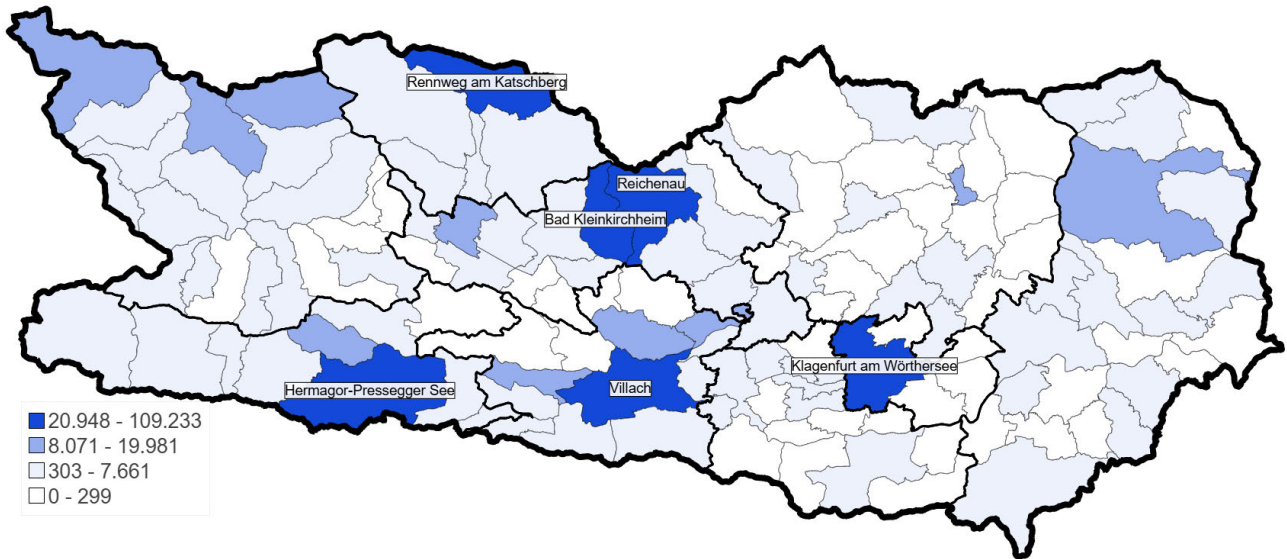 Rennweg am Katschberg
Reichenau
Bad Kleinkirchheim
Klagenfurt am Wörthersee
Hermagor-Pressegger See
Villach
20.948 - 109.233
8.071 - 19.981
303 - 7.661
0 - 299